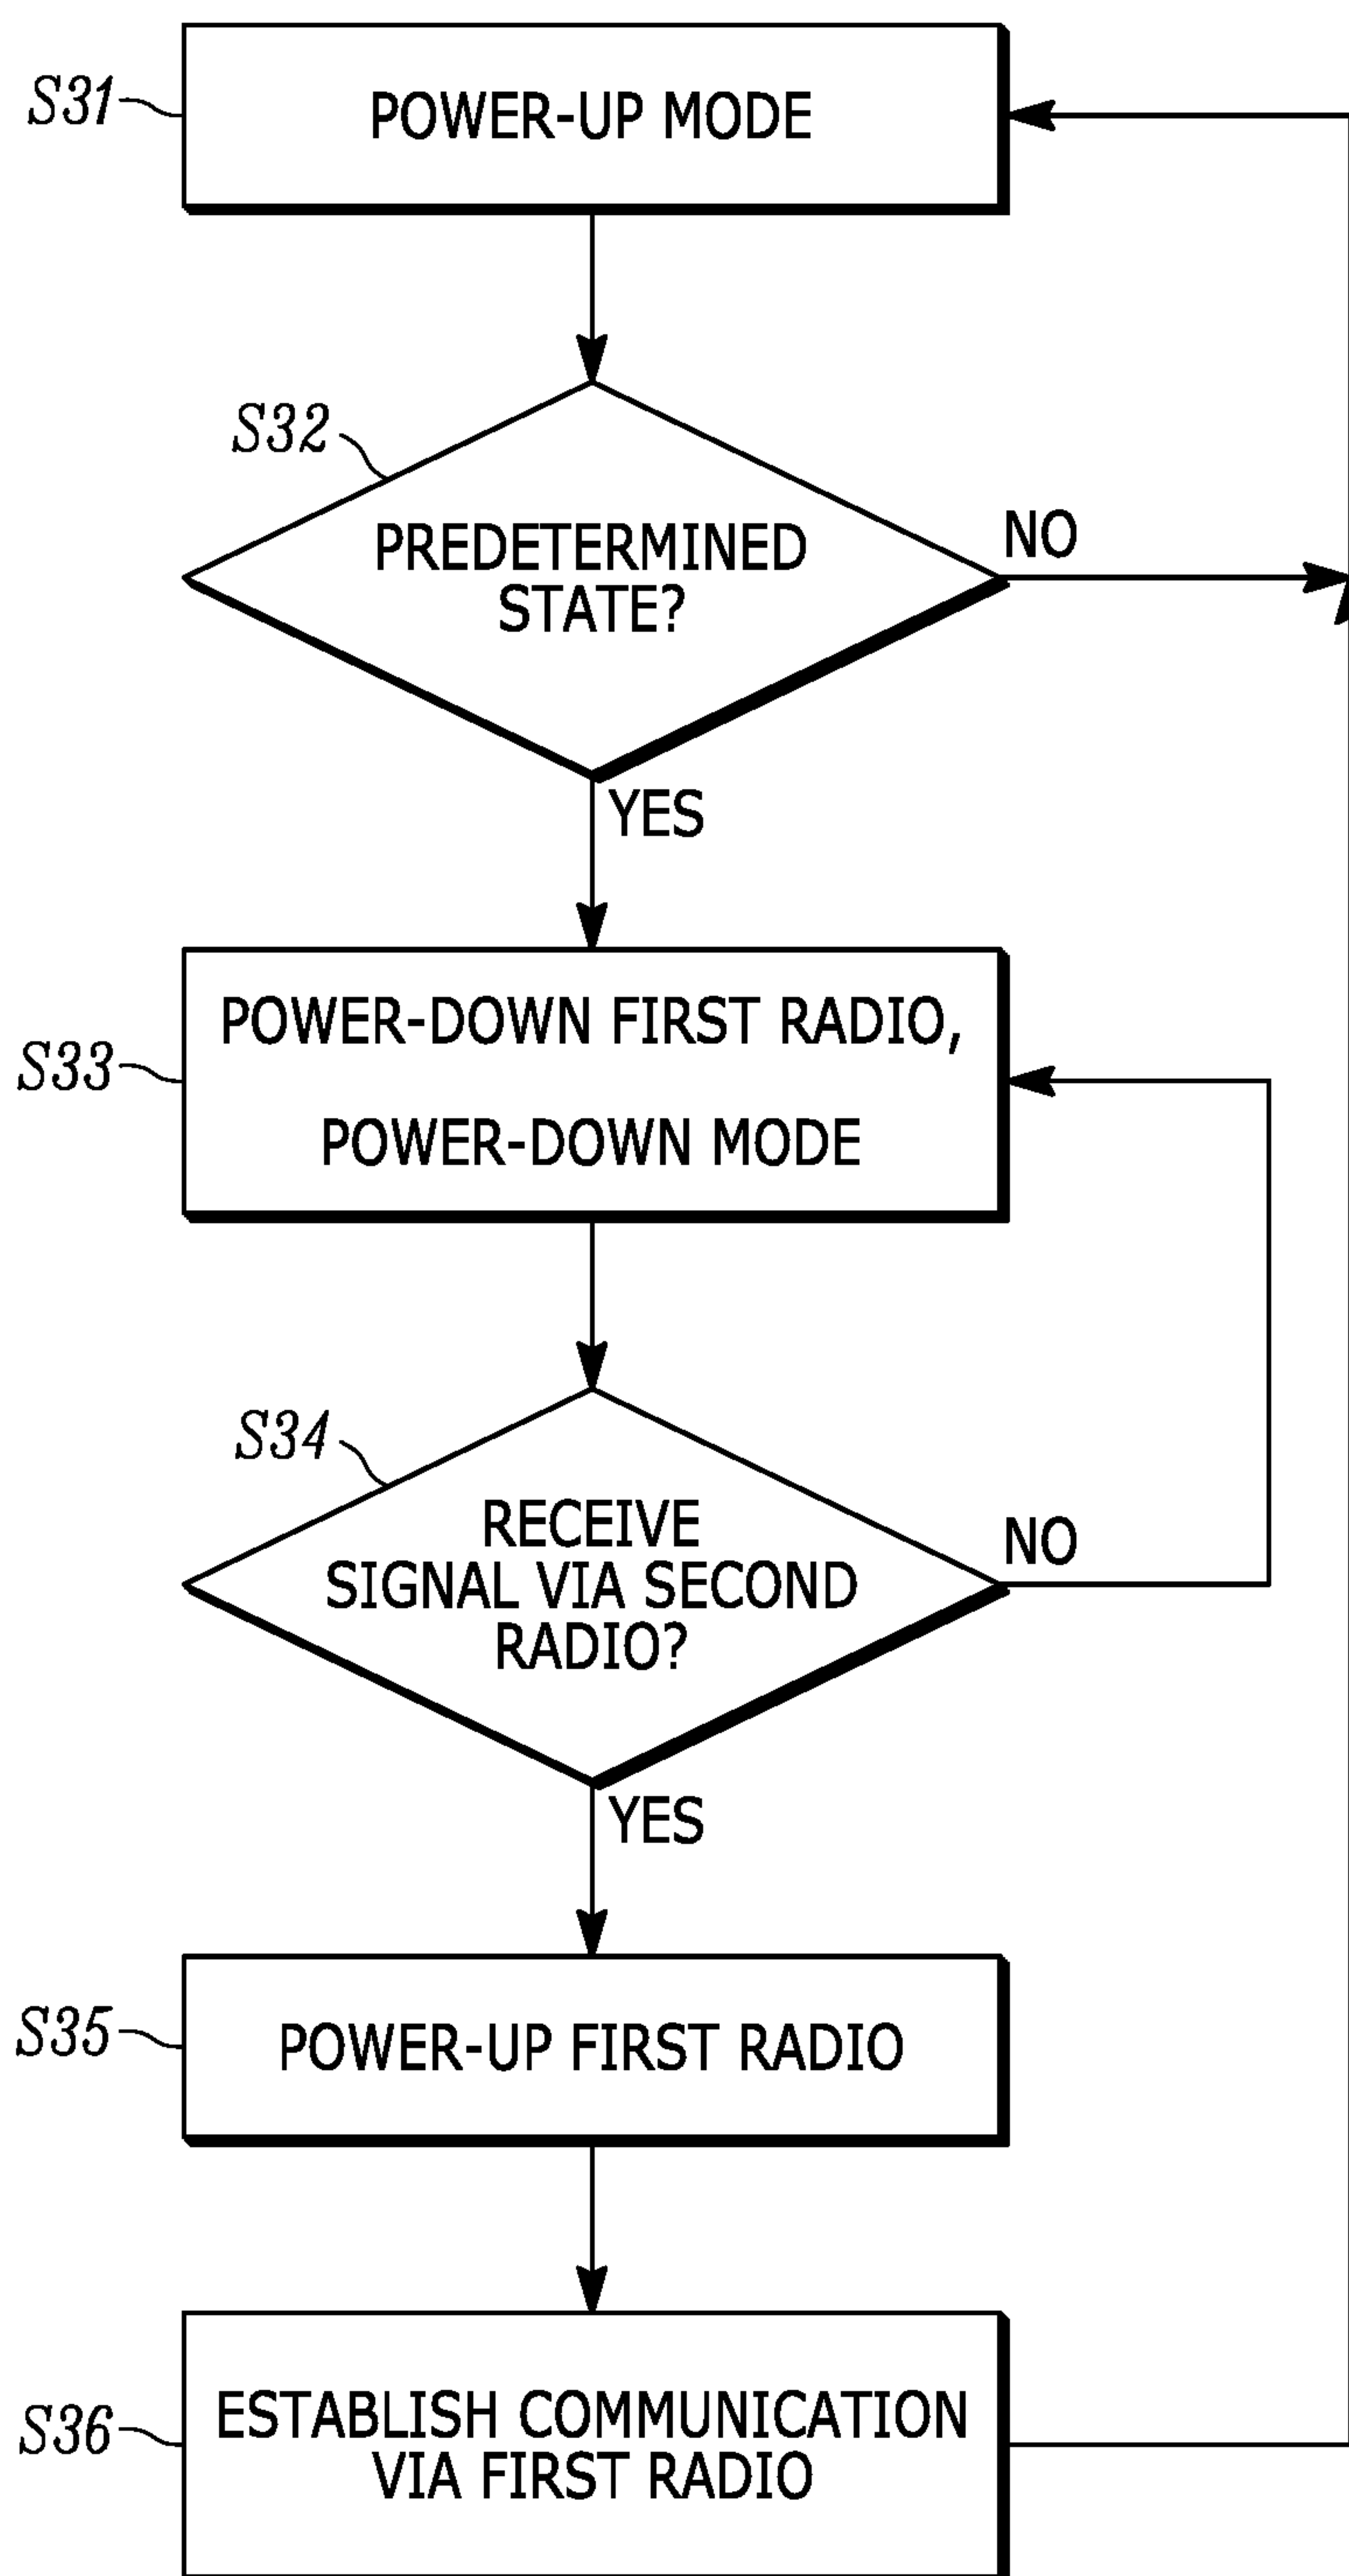 S31
POWER-UP MODE
S32
PREDETERMINED
STATE?
NO
YES
S33
POWER-DOWN FIRST RADIO,
POWER-DOWN MODE
S34
RECEIVE
SIGNAL VIA SECOND
RADIO?
NO
YES
S35
POWER-UP FIRST RADIO
S36
ESTABLISH COMMUNICATION
VIA FIRST RADIO